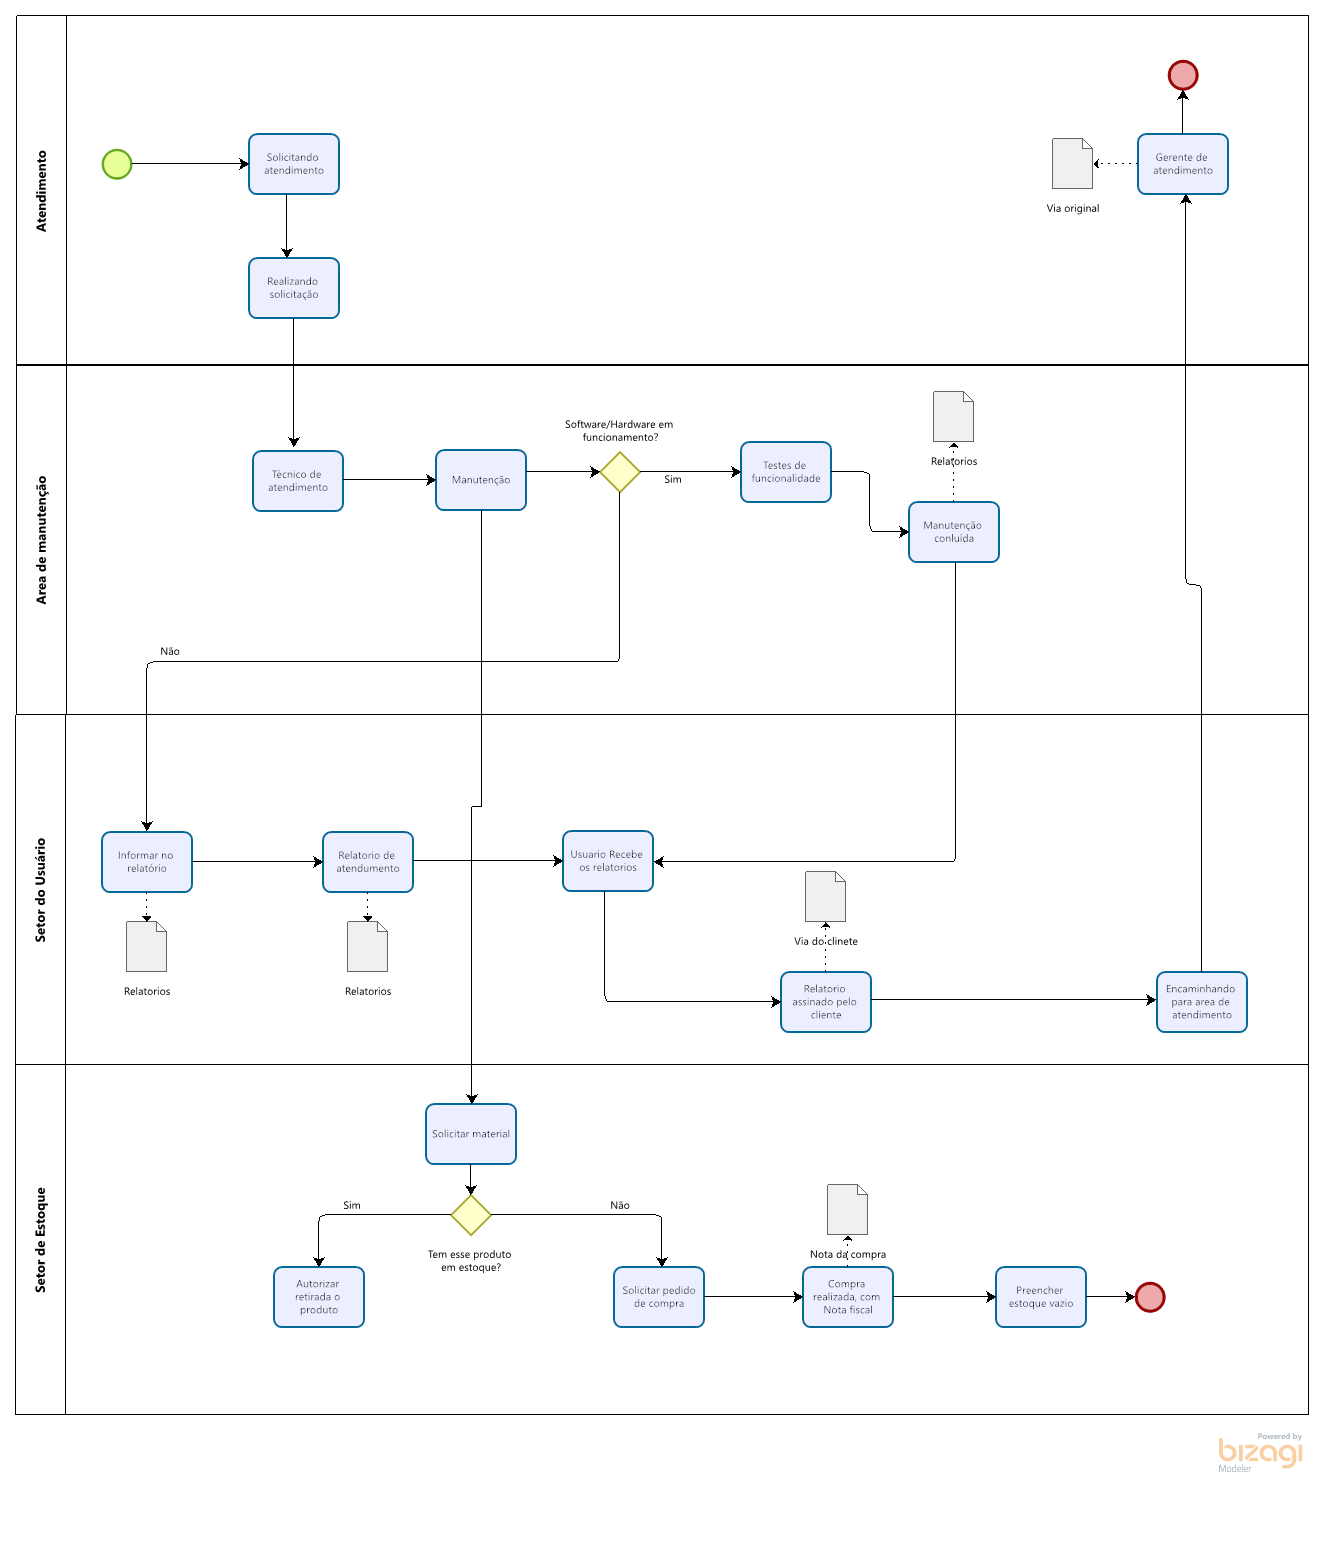 Atendimento
Solicitando
atendimento
Gerente de
atendimento
Via original
Realizando
solicitação
Area de manutenção
Software/Hardware em
funcionamento?
Técnico de
atendimento
Manutenção
Sim
Testes de
funcionalidade
Relatorios
Manutenção
conluída
Não
Setor do Usuário
Informar no
relatório
Relatorio de
atendumento
Usuario Recebe
os relatorios
Via do clinete
Relatorios
Relatorios
Relatorio
assinado pelo
cliente
Encaminhando
para area de
atendimento
Setor de Estoque
Solicitar material
Sim
Não
Tem esse produto
em estoque?
Nota da compra
Autorizar
retirada o
produto
Solicitar pedido
de compra
Compra
realizada, com
Nota fiscal
Preencher
estoque vazio
Powered by
bizagi
Modeler